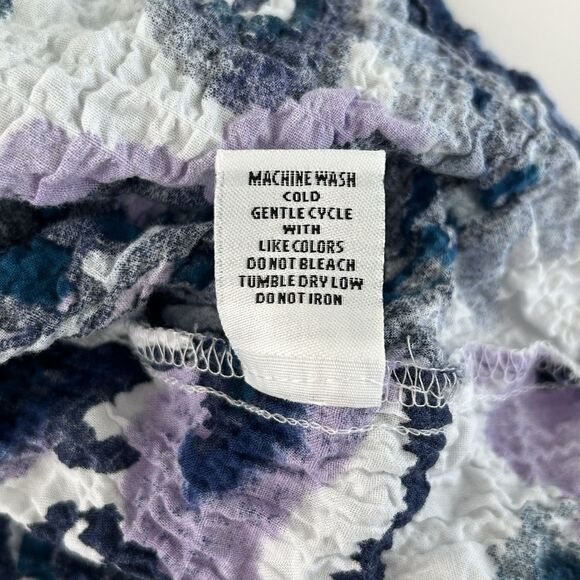 MACHINE WASH
COLD
GENTLE CYCLE
WITH
LIKE COLORS
DO NOT BLEACH
TUMBLE DRY LOW
DO NOT IRON